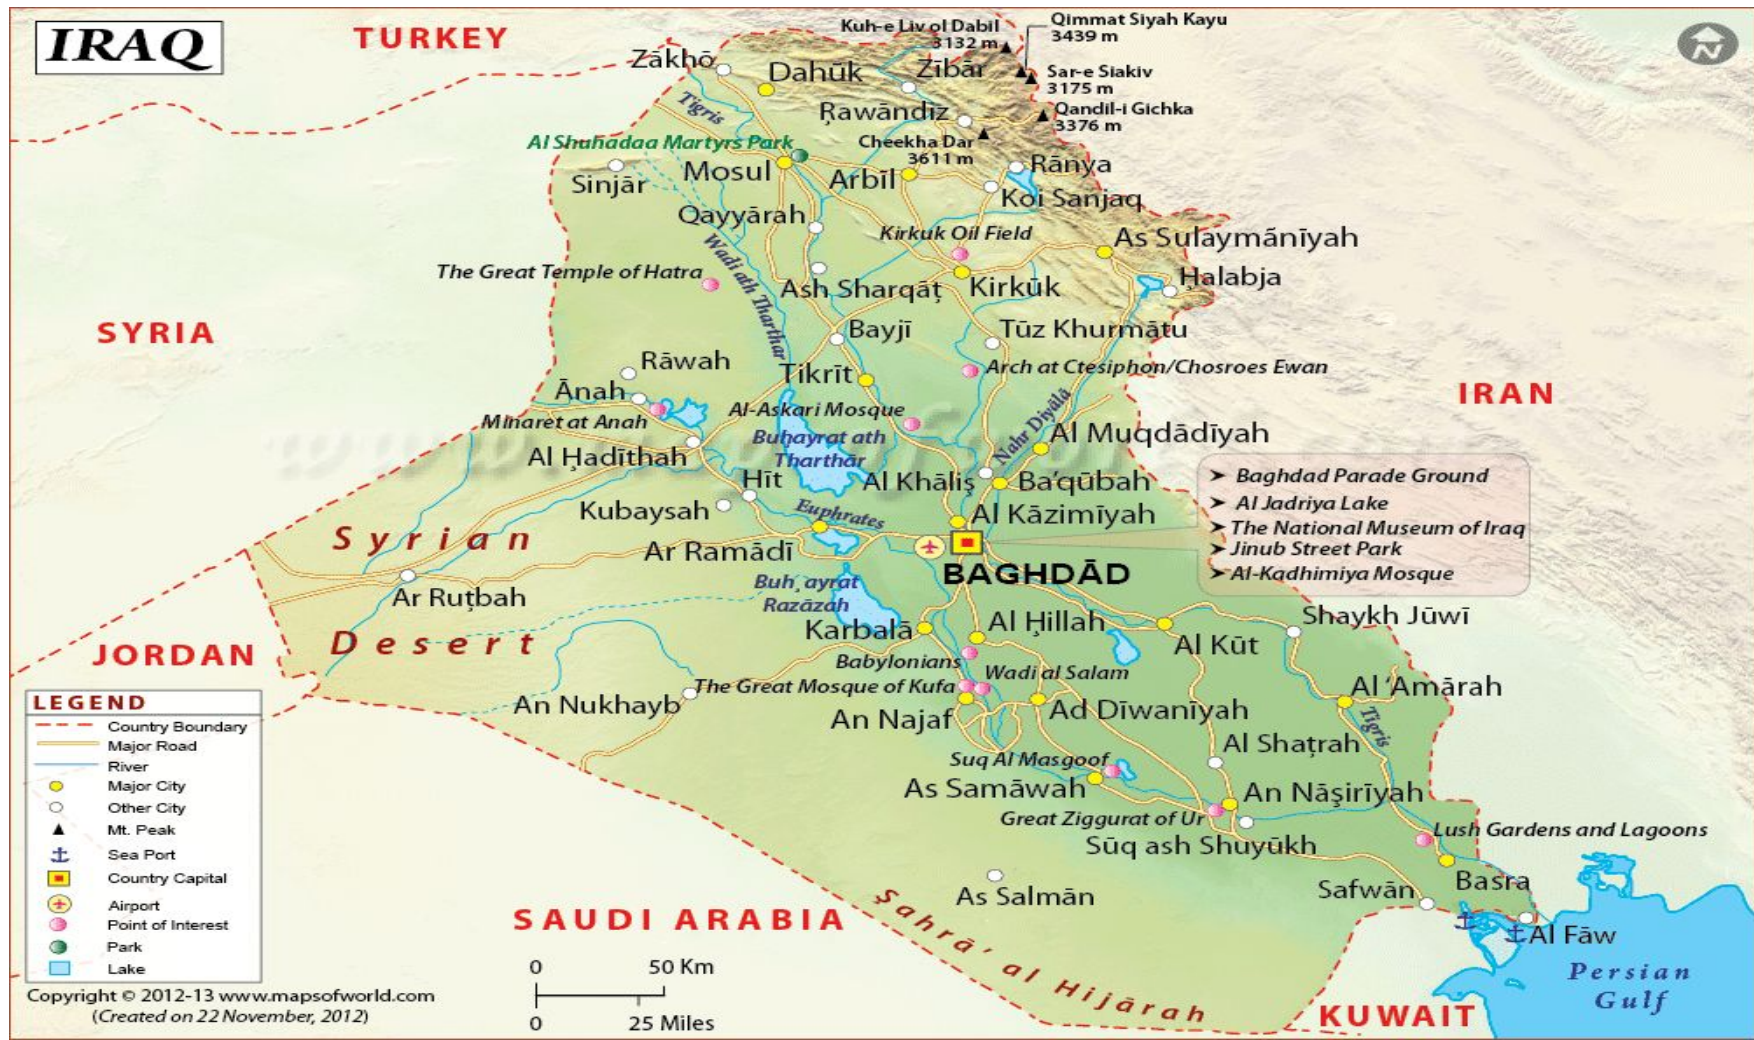 IRAQ
TURKEY
Kuh-e Liv ol Dabil
3132 m
Qimmat Siyah Kayu
3439 m
Zākhō
Dahūk
Zībār
Sar-e Siakiv
3175 m
Tigris
Ŗawāndīz
Qandil-i Gichka
3376 m
Al Shuhadaa Martyrs Park
Cheekha Dar
3611 m
Sinjār
Mosul
Arbīl
Rānya
Koi Sanjaq
Qayyārah
Kirkuk Oil Field
As Sulaymānīyah
Wadi ath Tharthar
The Great Temple of Hatra
Ash Sharqāţ
Kirkūk
Ḩalabja
SYRIA
Bayjī
Tūz Khurmātu
Rāwah
Tikrīt
Arch at Ctesiphon/Chosroes Ewan
IRAN
Ānah
Minaret at Anah
Al-Askari Mosque
Nahr Diyālā
Buḩayrat ath
Tharthār
Al Muqdādīyah
Al Ḩadīthah
Hīt
Al Khāliş
Ba'qūbah
Baghdad Parade Ground
Al Jadriya Lake
The National Museum of Iraq
Jinub Street Park
Al-Kadhimiya Mosque
Kubaysah
Euphrates
Al Kāzimīyah
Syrian
Desert
Ar Ramādī
BAGHDĀD
Ar Ruţbah
Buh¸ayrat
Razāzah
Karbalā
Al Ḩillah
Al Kūt
Shaykh Jūwī
JORDAN
Babylonians
Wadi al Salam
The Great Mosque of Kufa
An Nukhayb
An Najaf
Ad Dīwanīyah
Al 'Amārah
Tigris
Al Shaţrah
Suq Al Masgoof
As Samāwah
An Nāşirīyah
Great Ziggurat of Ur
Sūq ash Shuyūkh
Lush Gardens and Lagoons
Basra
As Salmān
Safwān
Al Fāw
SAUDI ARABIA
Şahrā' al Hijārah
KUWAIT
Persian
Gulf
LEGEND
Country Boundary
Major Road
River
Major City
Other City
Mt. Peak
Sea Port
Country Capital
Airport
Point of Interest
Park
Lake
0 50 Km
0 25 Miles
Copyright © 2012-13 www.mapsofworld.com
(Created on 22 November, 2012)
N